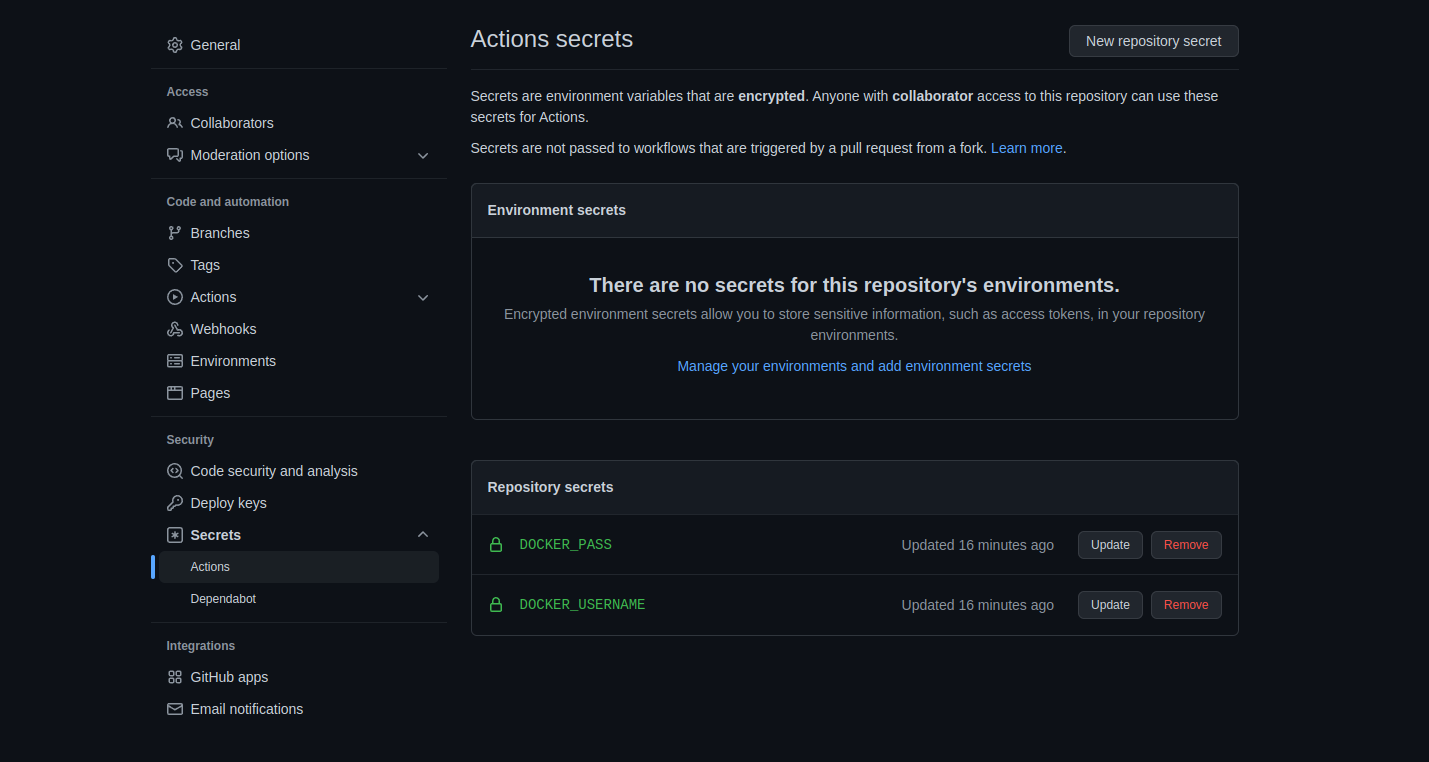 General
Access
Collaborators
Moderation options
Code and automation
Branches
Tags
Actions
Webhooks
Environments
Pages
Security
Code security and analysis
Deploy keys
Secrets
Actions
Dependabot
Integrations
GitHub apps
Email notifications
Actions secrets
New repository secret
Secrets are environment variables that are encrypted. Anyone with collaborator access to this repository can use these
secrets for Actions.
Secrets are not passed to workflows that are triggered by a pull request from a fork. Learn more.
Environment secrets
There are no secrets for this repository's environments.
Encrypted environment secrets allow you to store sensitive information, such as access tokens, in your repository
environments.
Manage your environments and add environment secrets
Repository secrets
DOCKER_PASS Updated 16 minutes ago Update Remove
DOCKER_USERNAME Updated 16 minutes ago Update Remove